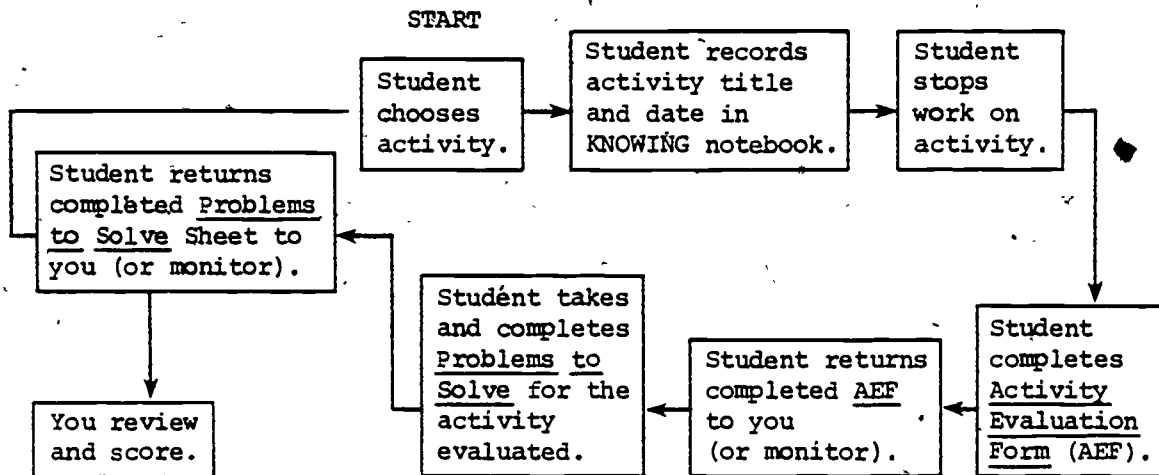 START
Student
chooses
activity.
Student records
activity title
and date in
KNOWING notebook.
Student
stops
work on
activity.
Student
completes
Activity
Evaluation
Form (AEF).
Student returns
completed AEF
to you
(or monitor).
Student takes
and completes
Problems to
Solve for the
activity
evaluated.
Student returns
completed Problems
to Solve Sheet to
you (or monitor).
You review
and score.